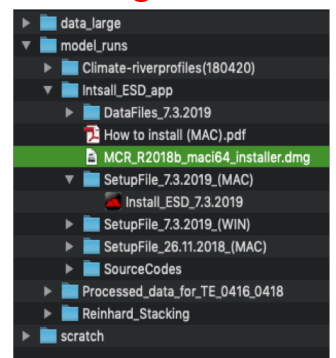 data_large
model_runs
Climate-riverprofiles(180420)
Intsall_ESD_app
DataFiles_7.3.2019
How to install (MAC).pdf
MCR_R2018b_maci64_installer.dmg
SetupFile_7.3.2019_(MAC)
Install_ESD_7.3.2019
SetupFile_7.3.2019_(WIN)
SetupFile_26.11.2018_(MAC)
SourceCodes
Processed_data_for_TE_0416_0418
Reinhard_Stacking
scratch